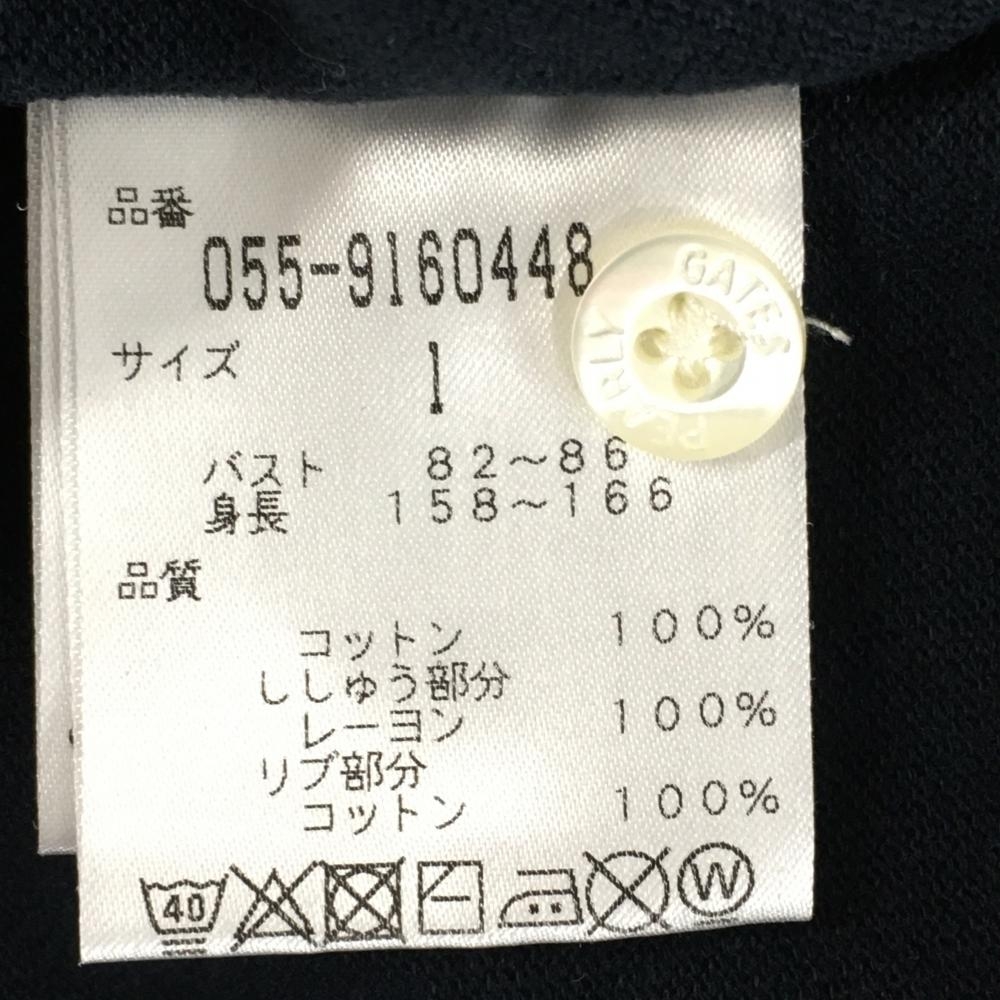 品番
055-9160448
サイズ 1
バスト 82～86
身長 158～166
品質
コットン 100%
ししゅう部分
レーヨン 100%
リブ部分
コットン 100%
40
W
PEARLY GATES